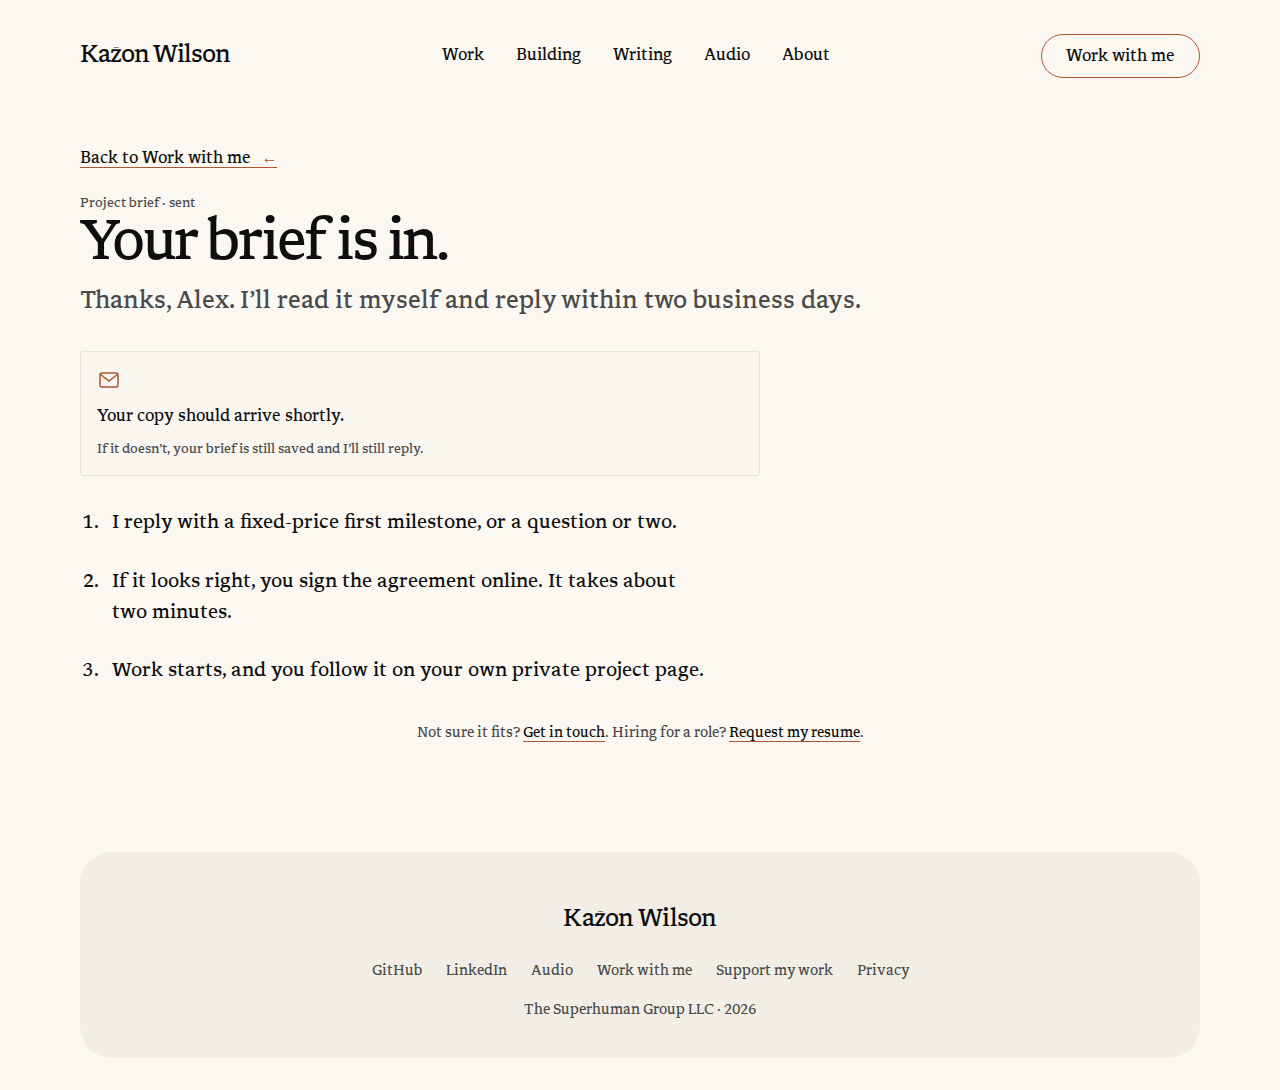 Kazon Wilson
Work
Building
Writing
Audio
About
Work with me
Back to Work with me ←
Project brief · sent
Your brief is in.
Thanks, Alex. I’ll read it myself and reply within two business days.
Your copy should arrive shortly.
If it doesn’t, your brief is still saved and I’ll still reply.
1. I reply with a fixed-price first milestone, or a question or two.
2. If it looks right, you sign the agreement online. It takes about
two minutes.
3. Work starts, and you follow it on your own private project page.
Not sure it fits? Get in touch. Hiring for a role? Request my resume.
Kazon Wilson
GitHub
LinkedIn
Audio
Work with me
Support my work
Privacy
The Superhuman Group LLC · 2026